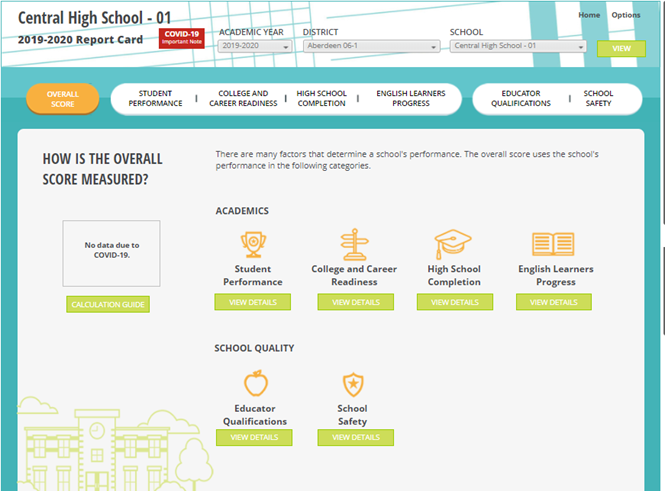 Central High School - 01
2019-2020 Report Card
COVID-19
Important Note
ACADEMIC YEAR
2019-2020
DISTRICT
Aberdeen 06-1
SCHOOL
Central High School - 01
Home Options
VIEW
OVERALL
SCORE
STUDENT
PERFORMANCE
COLLEGE AND
CAREER READINESS
HIGH SCHOOL
COMPLETION
ENGLISH LEARNERS
PROGRESS
EDUCATOR
QUALIFICATIONS
SCHOOL
SAFETY
HOW IS THE OVERALL
SCORE MEASURED?
No data due to
COVID-19.
CALCULATION GUIDE
There are many factors that determine a school's performance. The overall score uses the school's
performance in the following categories.
ACADEMICS
Student
Performance
VIEW DETAILS
College and Career
Readiness
VIEW DETAILS
High School
Completion
VIEW DETAILS
English Learners
Progress
VIEW DETAILS
SCHOOL QUALITY
Educator
Qualifications
VIEW DETAILS
School
Safety
VIEW DETAILS